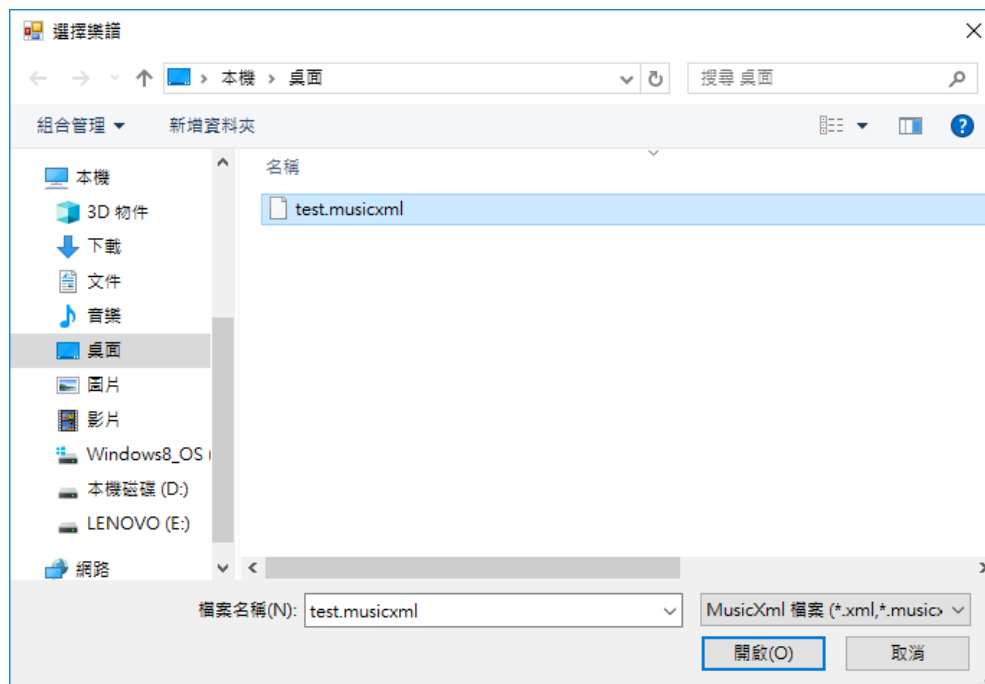 選擇樂譜
本機 › 桌面
搜尋 桌面
組合管理
新增資料夾
本機
3D 物件
下載
文件
音樂
桌面
圖片
影片
Windows8_OS (
本機磁碟 (D:)
LENOVO (E:)
網路
名稱
test.musicxml
檔案名稱(N):
test.musicxml
MusicXml 檔案 (*.xml,*.music
開啟(O)
取消